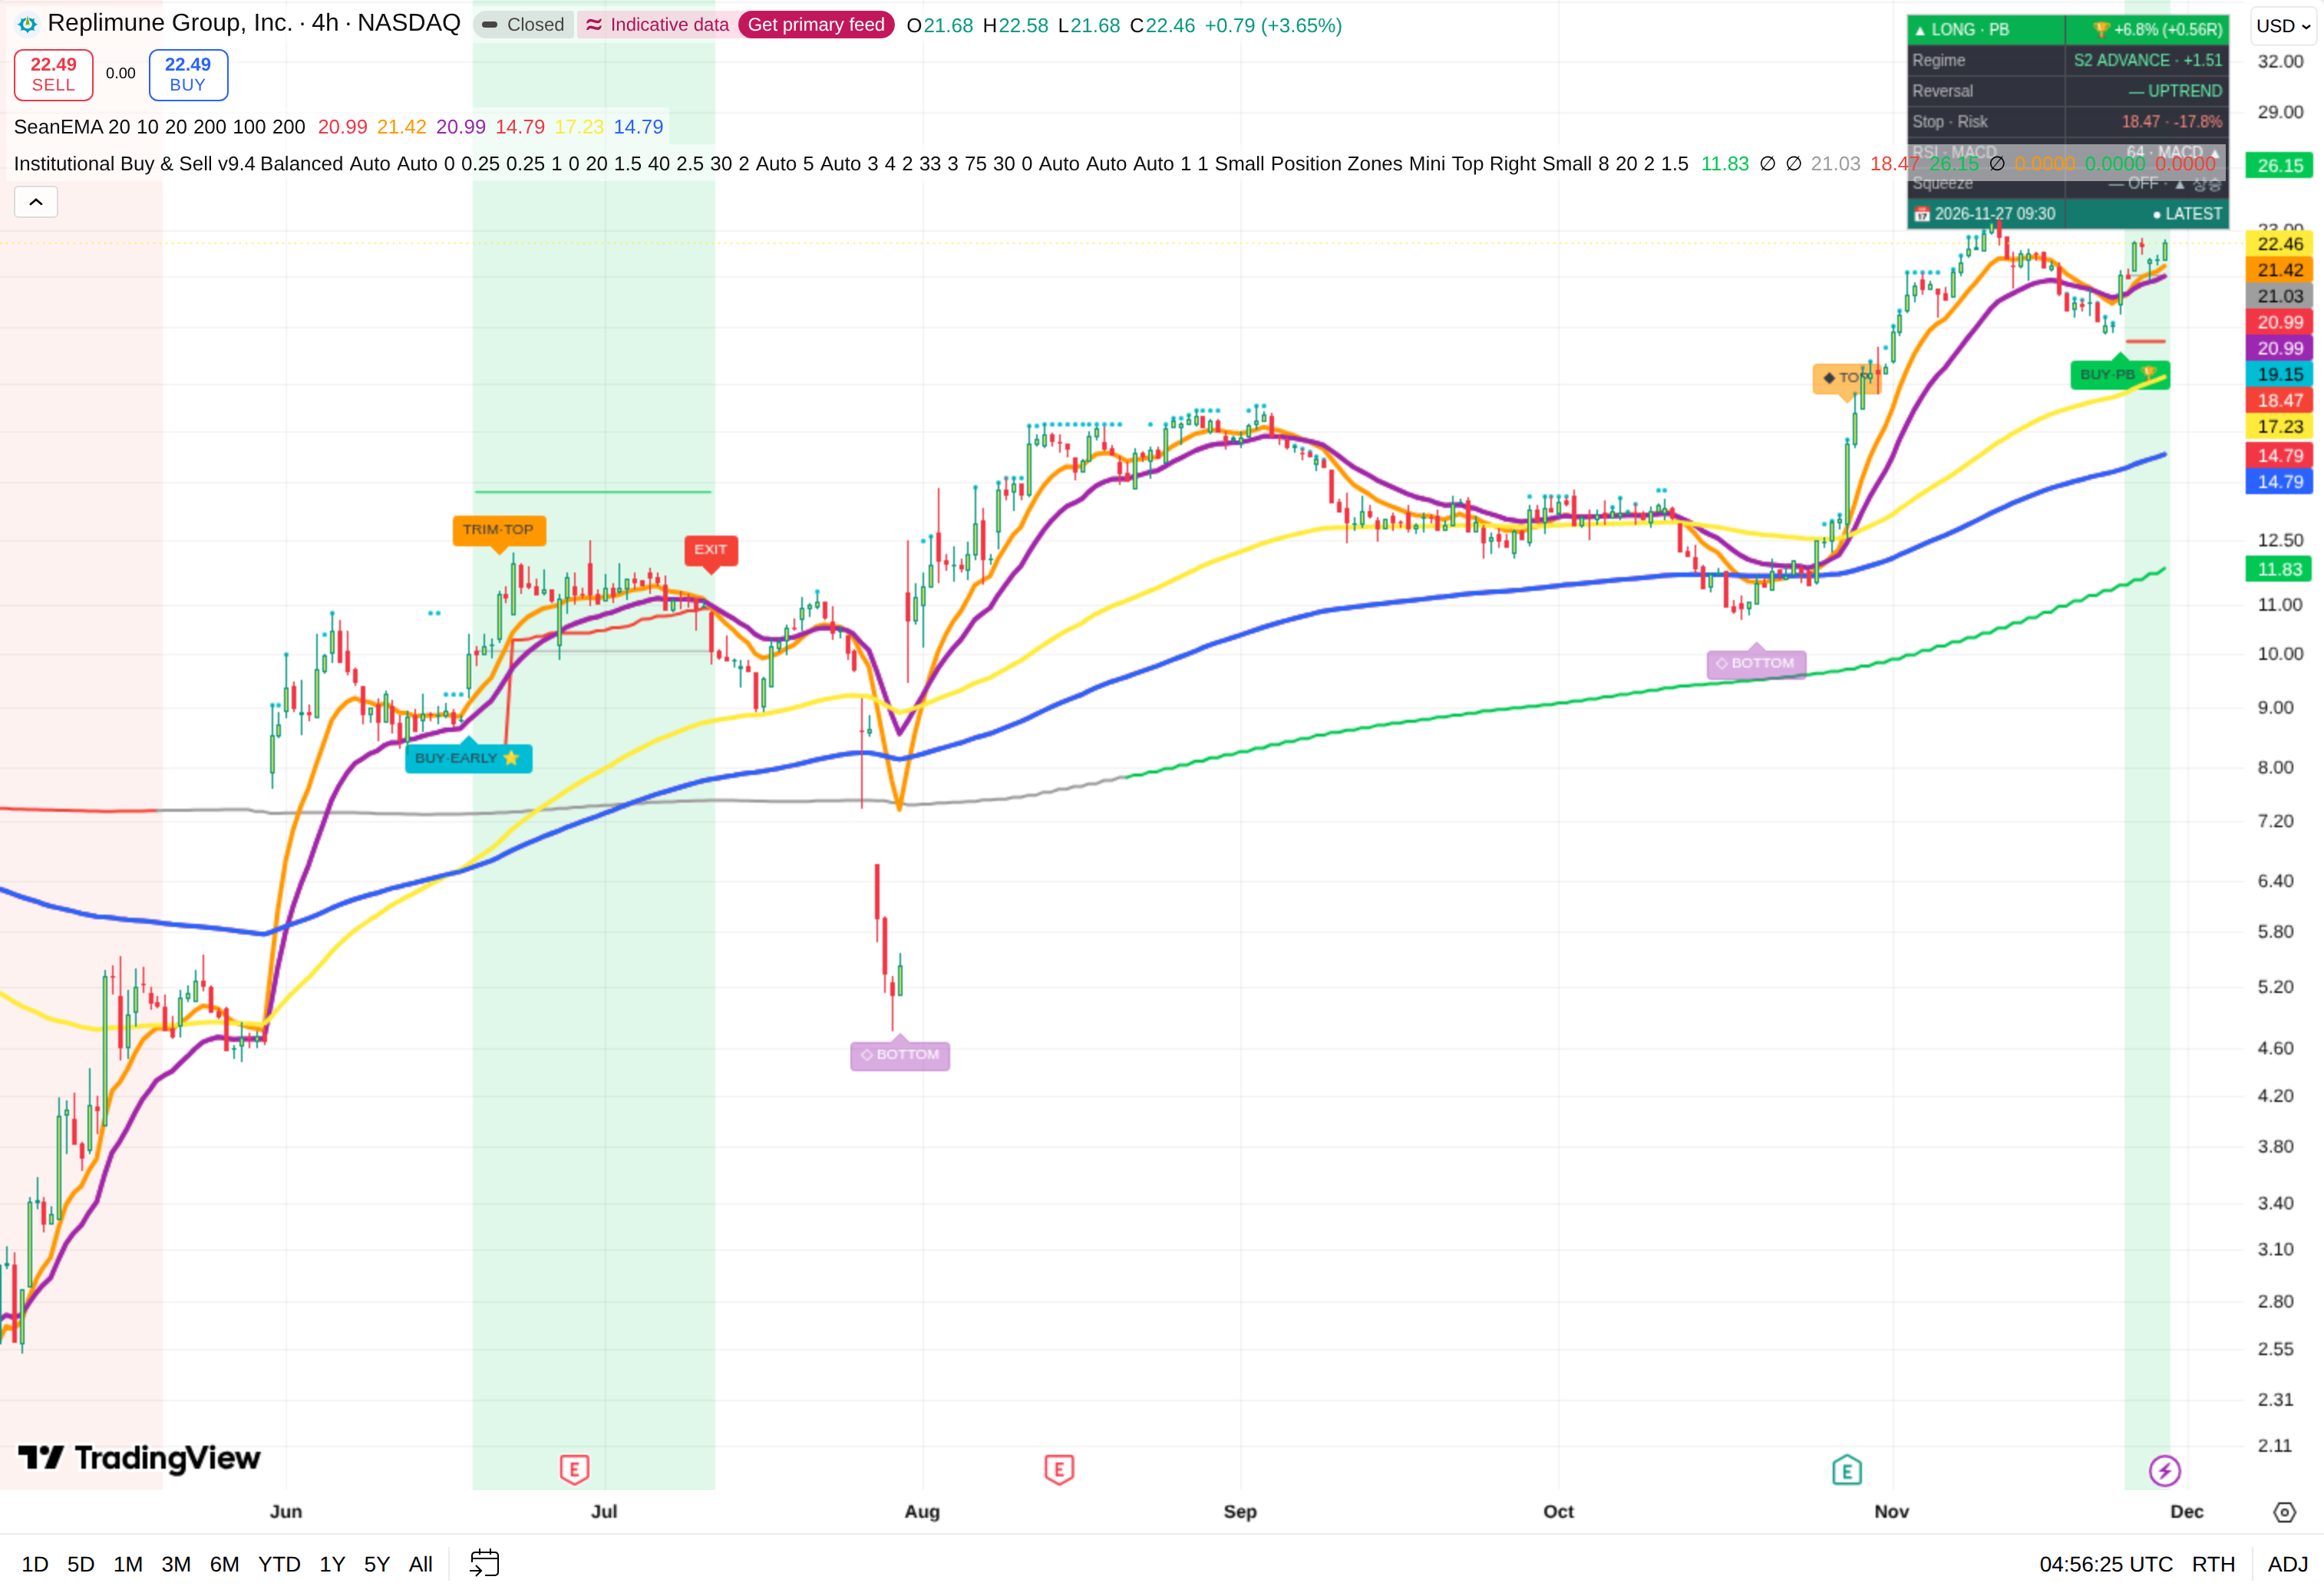 Replimune Group, Inc. · 4h · NASDAQ Closed Indicative data Get primary feed O21.68 H22.58 L21.68 C22.46 +0.79 (+3.65%)
22.49 SELL 0.00 22.49 BUY
SeanEMA 20 10 20 200 100 200 20.99 21.42 20.99 14.79 17.23 14.79
Institutional Buy & Sell v9.4 Balanced Auto Auto 0 0.25 0.25 1 0 20 1.5 40 2.5 30 2 Auto 5 Auto 3 4 2 33 3 75 30 0 Auto Auto Auto 1 1 Small Position Zones Mini Top Right Small 8 20 2 1.5 11.83 ∅ ∅ 21.03 18.47 26.15 ∅ 0.0000 0.0000 0.0000
▲ LONG · PB 🏆 +6.8% (+0.56R)
Regime S2 ADVANCE · +1.51
Reversal — UPTREND
Stop · Risk 18.47 · -17.8%
RSI · MACD 64 · MACD ▲
Squeeze — OFF · ▲ 상승
📅 2026-11-27 09:30 ● LATEST
USD
32.00
29.00
26.15
23.00
22.46
21.42
21.03
20.99
20.99
19.15
18.47
17.23
14.79
14.79
12.50
11.83
11.00
10.00
9.00
8.00
7.20
6.40
5.80
5.20
4.60
4.20
3.80
3.40
3.10
2.80
2.55
2.31
2.11
◆ TOP
BUY·PB 🏆
TRIM·TOP
EXIT
◇ BOTTOM
BUY·EARLY ⭐
◇ BOTTOM
TradingView
E E E
Jun Jul Aug Sep Oct Nov Dec
1D 5D 1M 3M 6M YTD 1Y 5Y All 04:56:25 UTC RTH ADJ